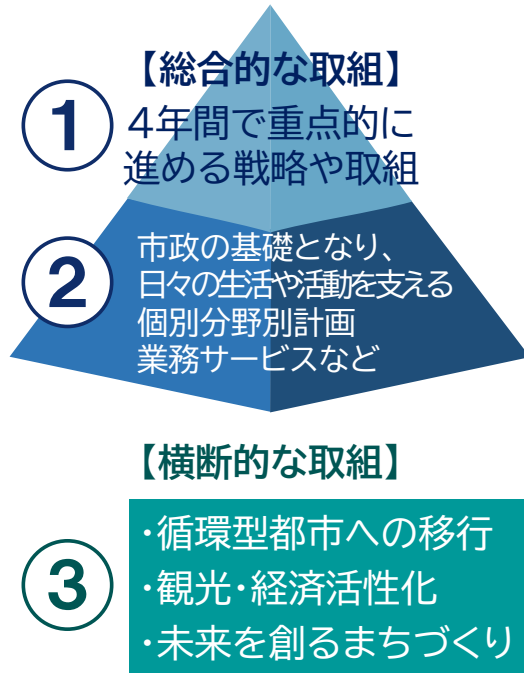 【総合的な取組】
① 4年間で重点的に
進める戦略や取組
② 市政の基礎となり、
日々の生活や活動を支える
個別分野別計画
業務サービスなど
【横断的な取組】
③
・循環型都市への移行
・観光・経済活性化
・未来を創るまちづくり